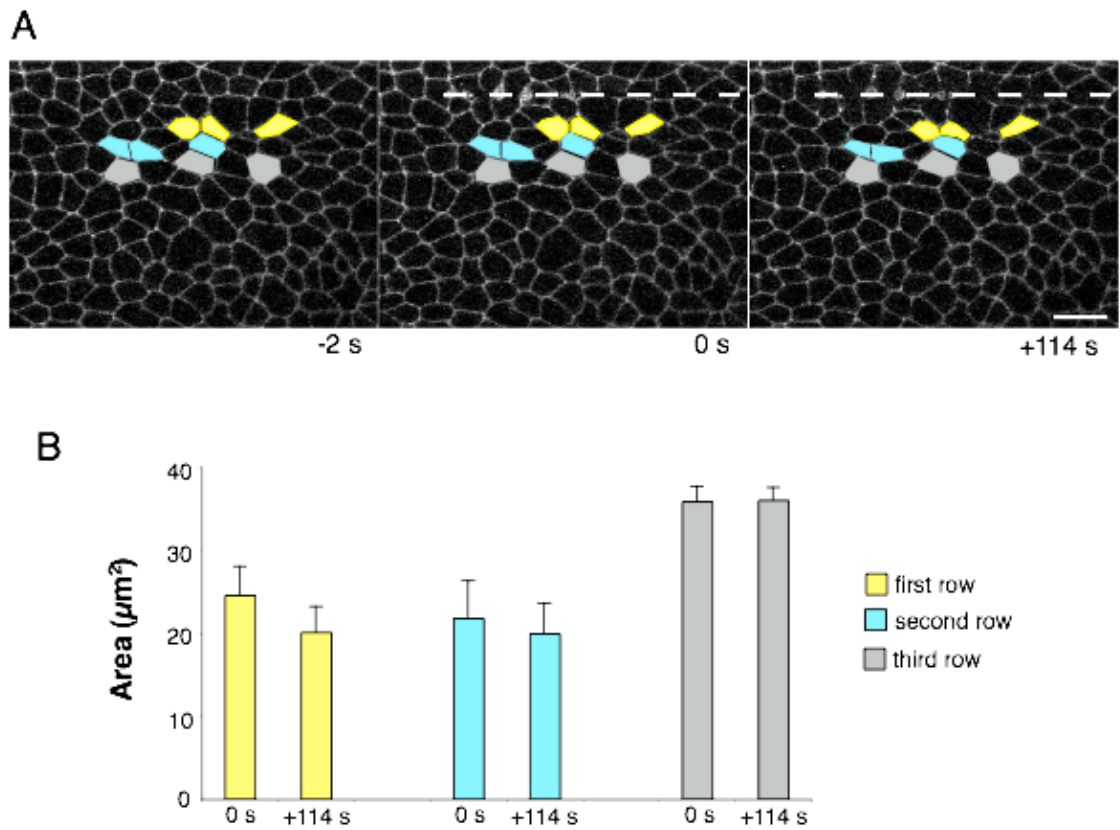 A
-2 s
0 s
+114 s
B
Area (µm²)
40
30
20
10
0
0 s
+114 s
0 s
+114 s
0 s
+114 s
first row
second row
third row